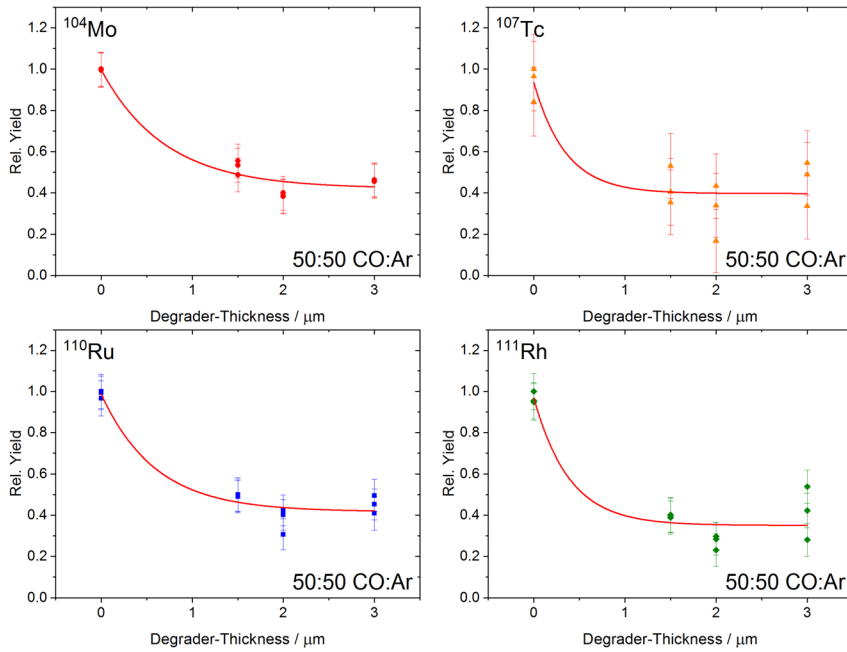 ¹⁰⁴Mo
1.2
1.0
0.8
0.6
0.4
0.2
0.0
Rel. Yield
50:50 CO:Ar
0 1 2 3
Degrader-Thickness / μm
¹⁰⁷Tc
1.2
1.0
0.8
0.6
0.4
0.2
0.0
Rel. Yield
50:50 CO:Ar
0 1 2 3
Degrader-Thickness / μm
¹¹⁰Ru
1.2
1.0
0.8
0.6
0.4
0.2
0.0
Rel. Yield
50:50 CO:Ar
0 1 2 3
Degrader-Thickness / μm
¹¹¹Rh
1.2
1.0
0.8
0.6
0.4
0.2
0.0
Rel. Yield
50:50 CO:Ar
0 1 2 3
Degrader-Thickness / μm